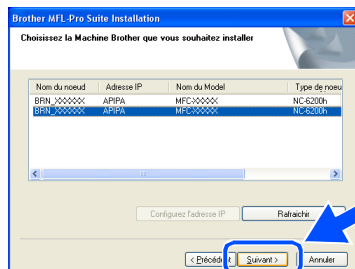 Brother MFL-Pro Suite Installation
Choisissez la Machine Brother que vous souhaitez installer
Nom du noeud Adresse IP Nom du Model Type de noeu
BRN_XXXXXX APIPA MFC-XXXXX NC-6200h
BRN_XXXXXX APIPA MFC-XXXXX NC-6200h
Configurez l'adresse IP Rafraichir
< Précédent Suivant > Annuler